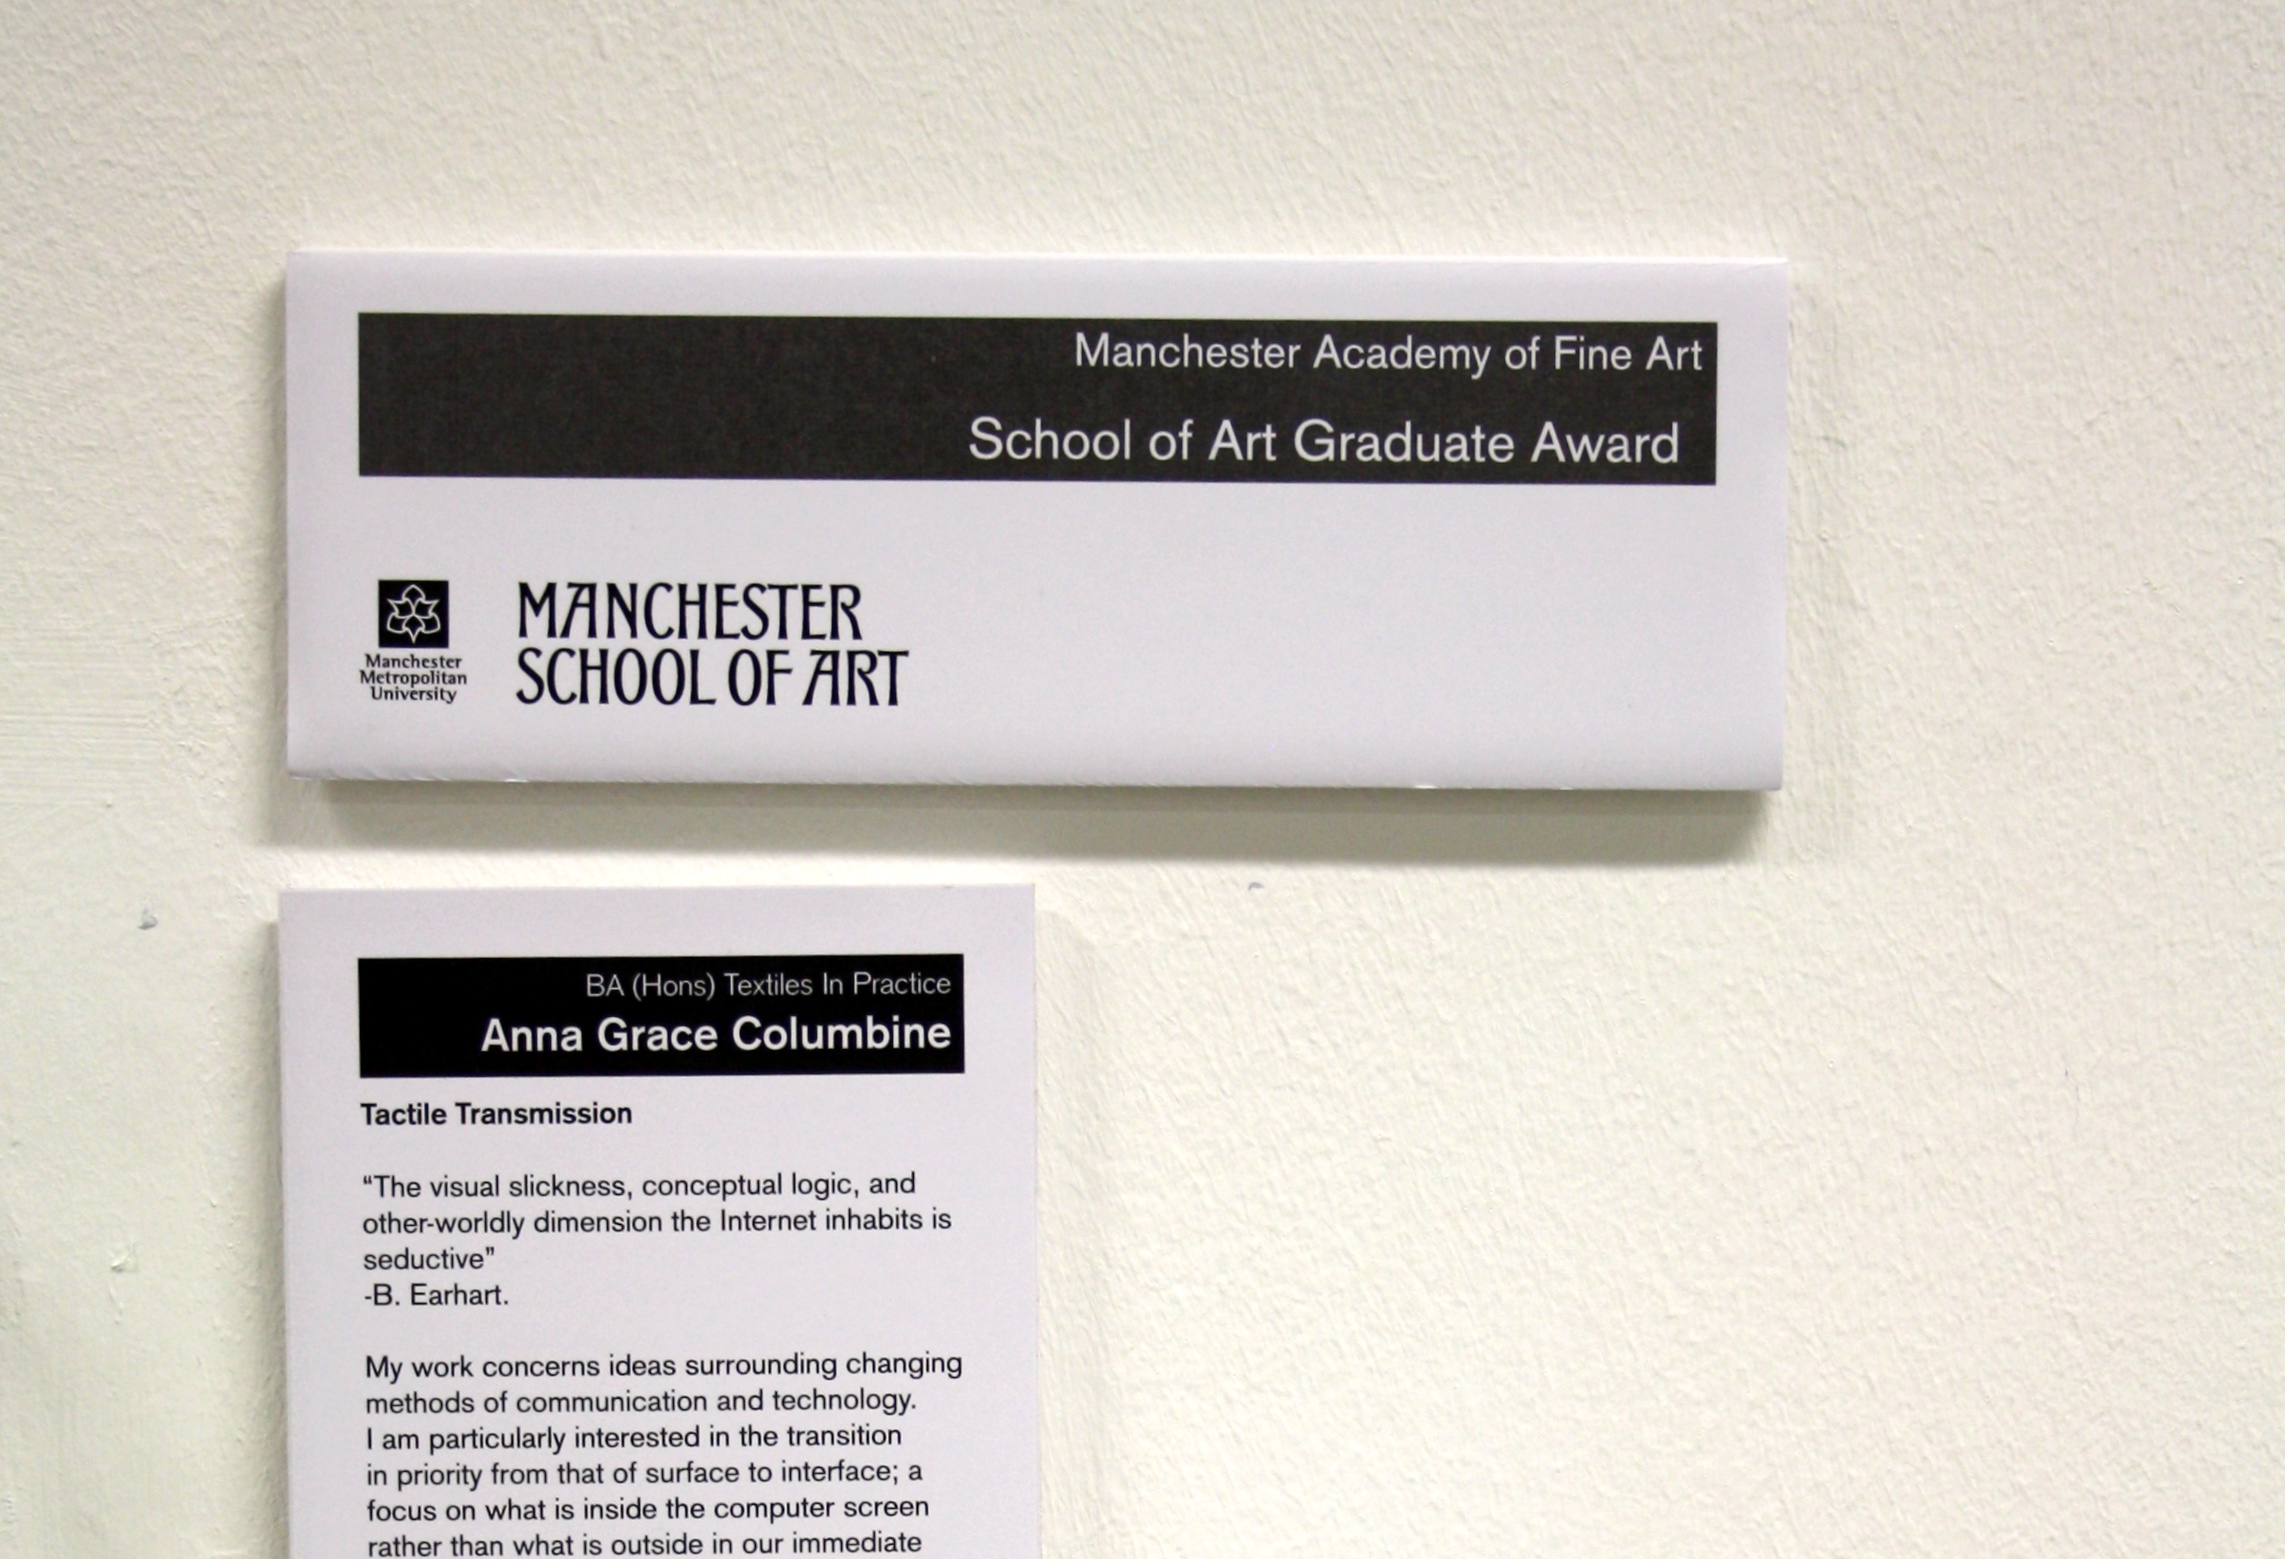 Manchester Academy of Fine Art
School of Art Graduate Award
Manchester
Metropolitan
University
MANCHESTER
SCHOOL OF ART
BA (Hons) Textiles In Practice
Anna Grace Columbine
Tactile Transmission
“The visual slickness, conceptual logic, and
other-worldly dimension the Internet inhabits is
seductive”
-B. Earhart.
My work concerns ideas surrounding changing
methods of communication and technology.
I am particularly interested in the transition
in priority from that of surface to interface; a
focus on what is inside the computer screen
rather than what is outside in our immediate